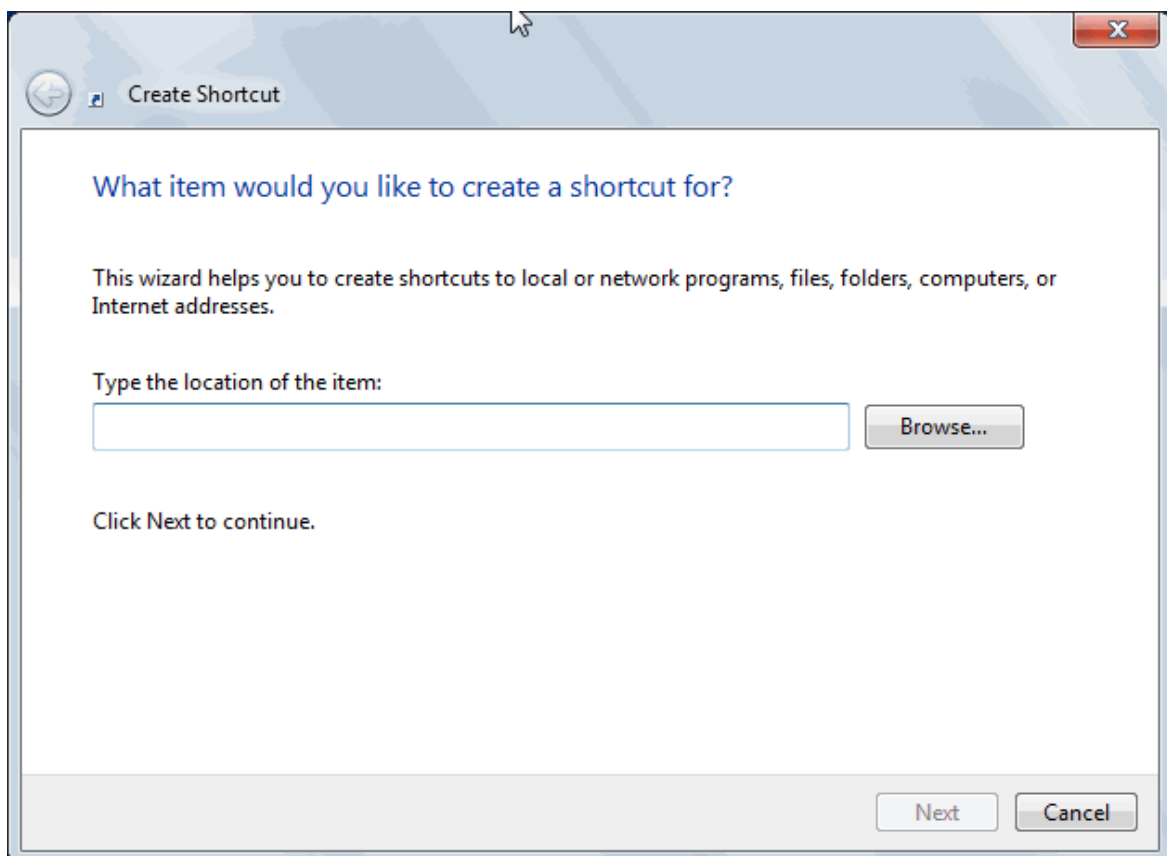 Create Shortcut
What item would you like to create a shortcut for?
This wizard helps you to create shortcuts to local or network programs, files, folders, computers, or
Internet addresses.
Type the location of the item:
Browse...
Click Next to continue.
Next
Cancel